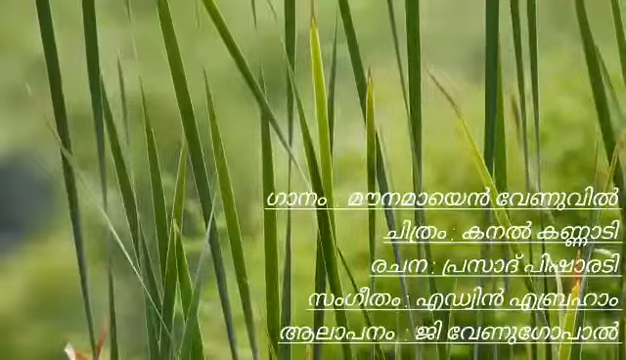 ഗാനം : മൗനമായെൻ വേണുവിൽ
ചിത്രം : കനൽ കണ്ണാടി
രചന : പ്രസാദ് പിഷാരടി
സംഗീതം : എഡ്വിൻ എബ്രഹാം
ആലാപനം : ജി വേണുഗോപാൽ